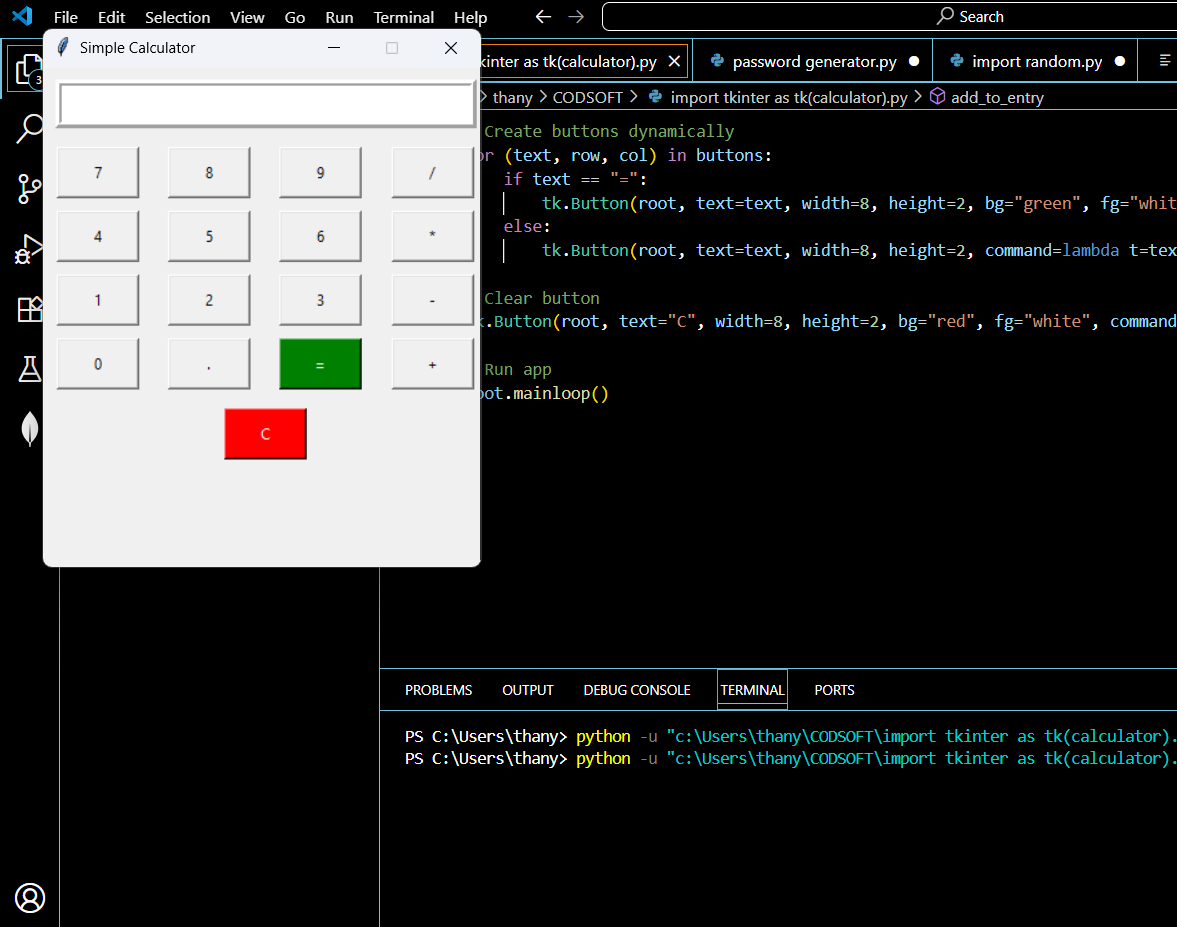 File Edit Selection View Go Run Terminal Help Search
Simple Calculator
kinter as tk(calculator).py password generator.py import random.py
3
thany CODSOFT import tkinter as tk(calculator).py add_to_entry
7 8 9 /
4 5 6 *
1 2 3 -
0 . = +
C
Create buttons dynamically
or (text, row, col) in buttons:
if text == "=":
tk.Button(root, text=text, width=8, height=2, bg="green", fg="whit
else:
tk.Button(root, text=text, width=8, height=2, command=lambda t=tex
Clear button
k.Button(root, text="C", width=8, height=2, bg="red", fg="white", command
Run app
oot.mainloop()
PROBLEMS OUTPUT DEBUG CONSOLE TERMINAL PORTS
PS C:\Users\thany> python -u "c:\Users\thany\CODSOFT\import tkinter as tk(calculator).
PS C:\Users\thany> python -u "c:\Users\thany\CODSOFT\import tkinter as tk(calculator).